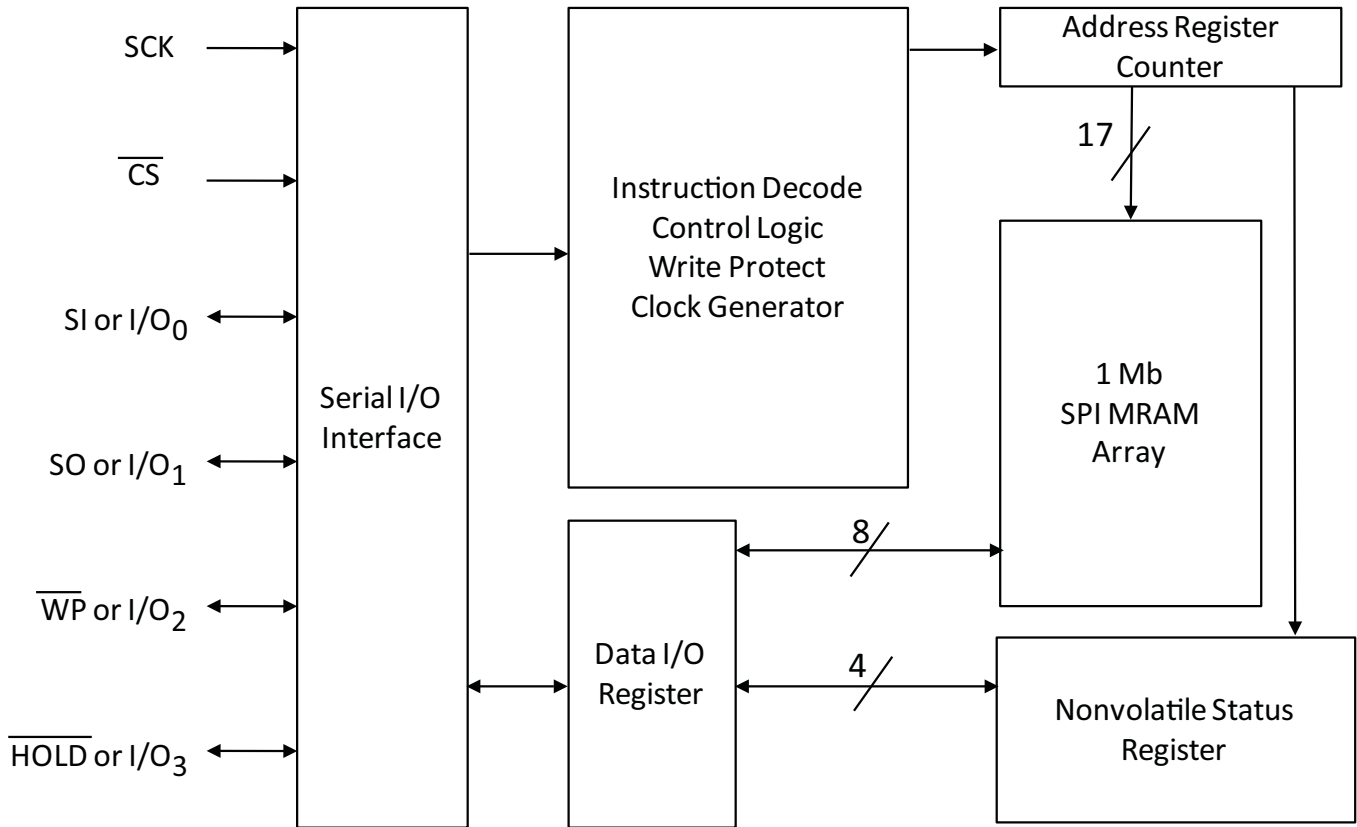 SCK
CS
SI or I/O0
SO or I/O1
WP or I/O2
HOLD or I/O3
Serial I/O
Interface
Instruction Decode
Control Logic
Write Protect
Clock Generator
Data I/O
Register
Address Register
Counter
17
1 Mb
SPI MRAM
Array
8
4
Nonvolatile Status
Register